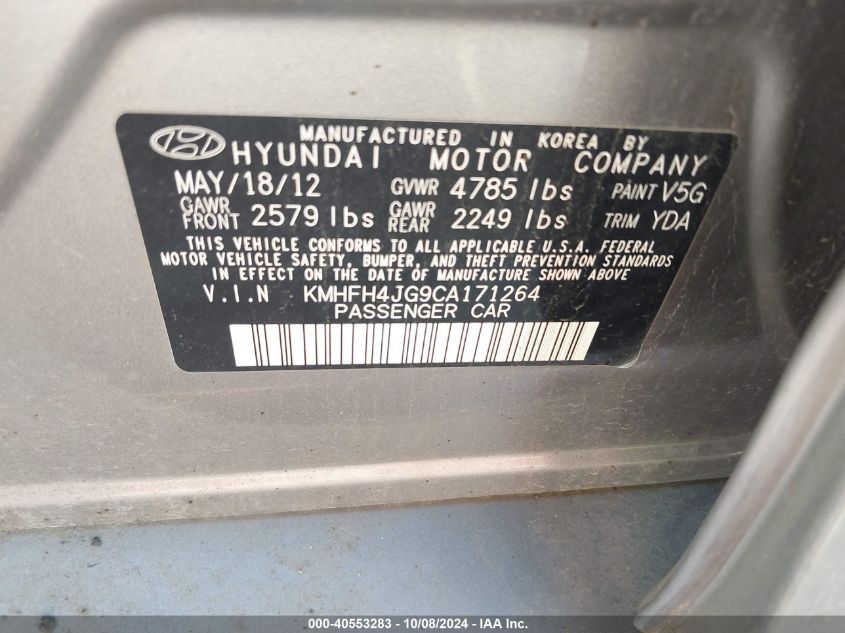 MANUFACTURED IN KOREA BY
HYUNDAI MOTOR COMPANY
MAY/18/12 GVWR 4785 lbs PAINT V5G
GAWR FRONT 2579 lbs GAWR REAR 2249 lbs TRIM YDA
THIS VEHICLE CONFORMS TO ALL APPLICABLE U.S.A. FEDERAL
MOTOR VEHICLE SAFETY, BUMPER, AND THEFT PREVENTION STANDARDS
IN EFFECT ON THE DATE OF MANUFACTURE SHOWN ABOVE
V.I.N KMHFH4JG9CA171264
PASSENGER CAR
000-40553283 - 10/08/2024 - IAA Inc.